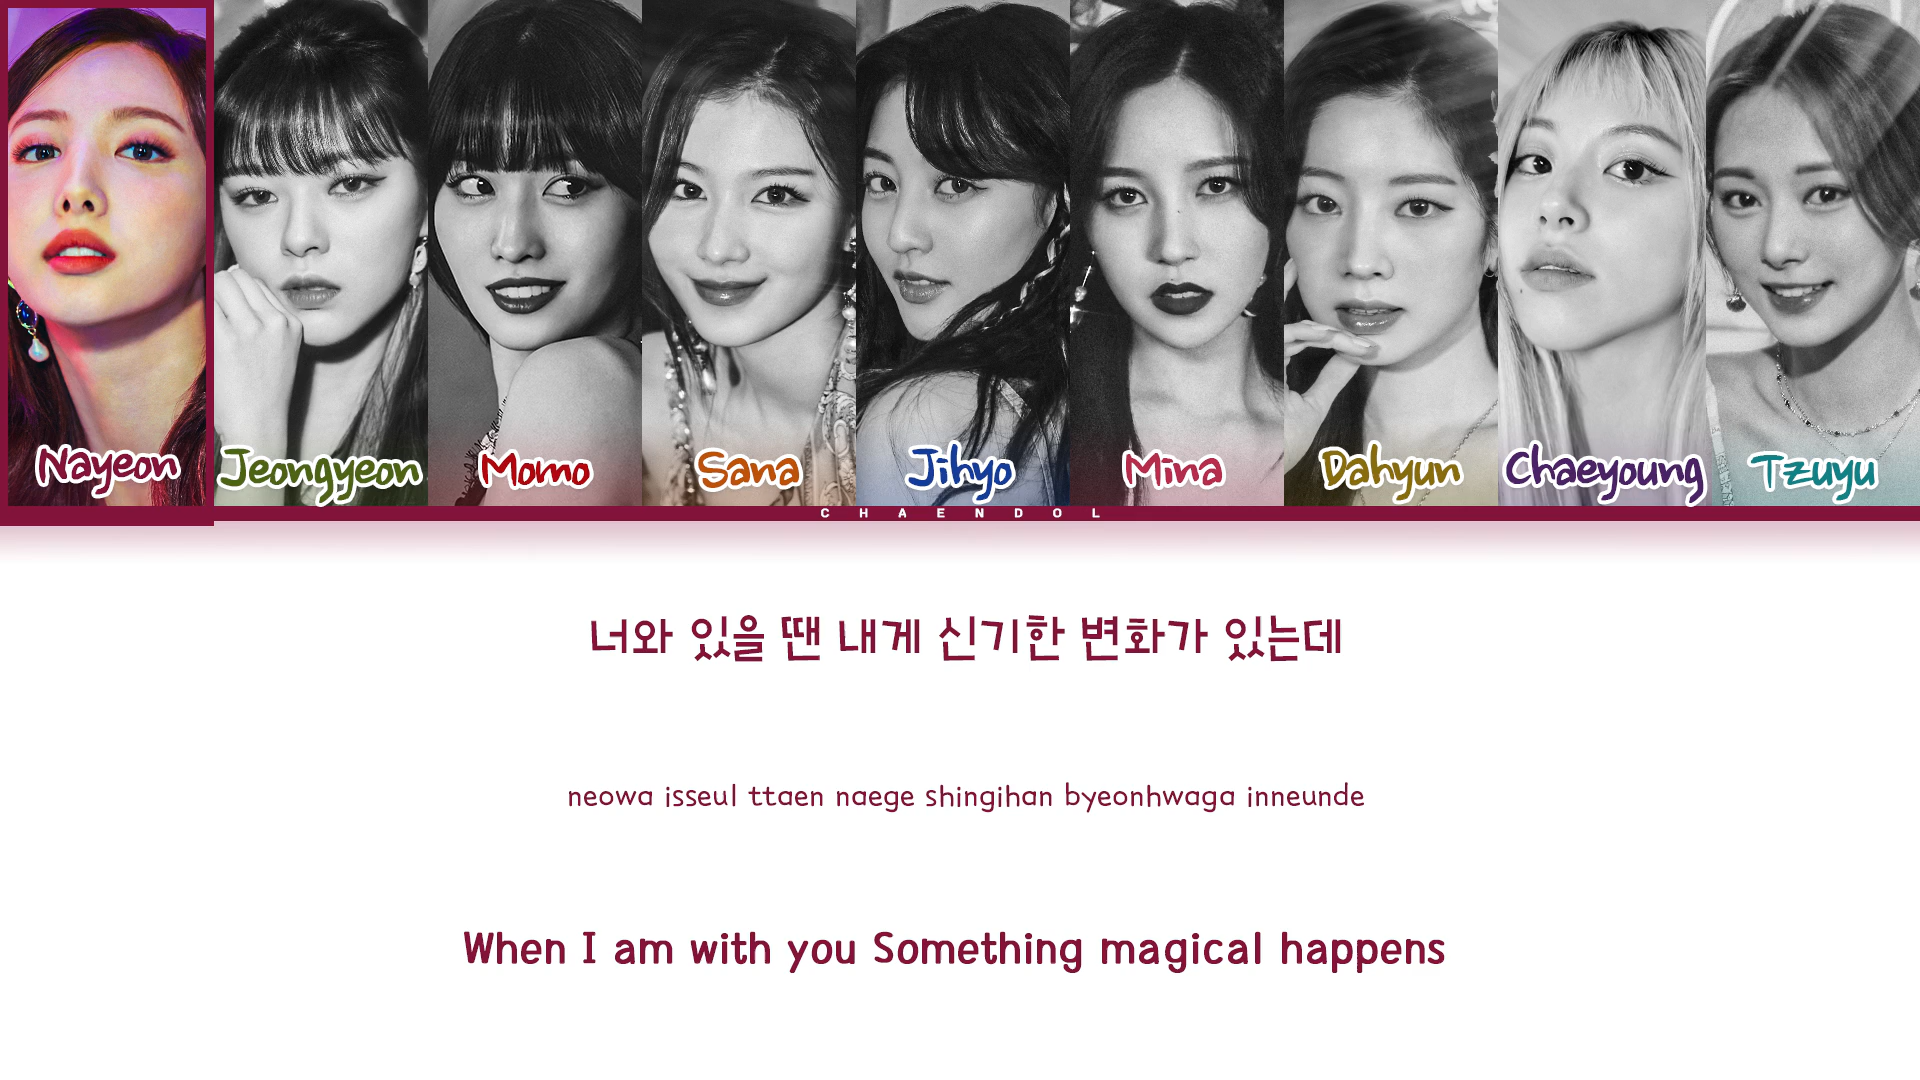 Nayeon Jeongyeon Momo Sana Jihyo Mina Dahyun Chaeyoung Tzuyu
CHAENDOL
너와 있을 땐 내게 신기한 변화가 있는데
neowa isseul ttaen naege shingihan byeonhwaga inneunde
When I am with you Something magical happens